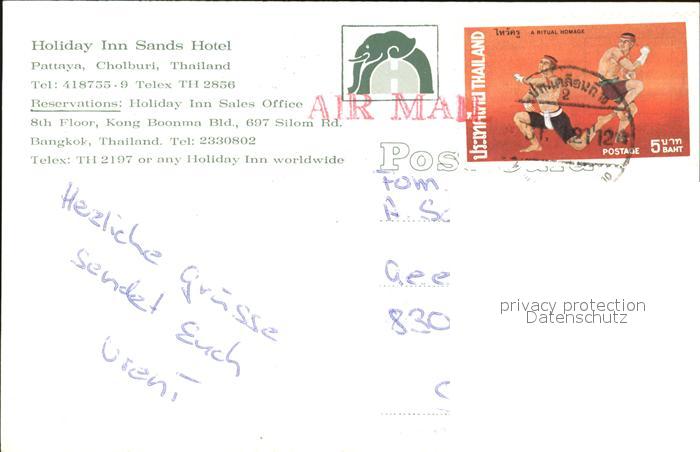 Holiday Inn Sands Hotel
Pattaya, Cholburi, Thailand
Tel: 418755-9 Telex TH 2856
Reservations: Holiday Inn Sales Office
8th Floor, Kong Boonma Bld., 697 Silom Rd.
Bangkok, Thailand. Tel: 2330802
Telex: TH 2197 or any Holiday Inn worldwide
AIR MAIL
ไหว้ครู A RITUAL HOMAGE
ประเทศไทย THAILAND
POSTAGE 5 บาท BAHT
Post
Herzliche Grüsse
sendet Euch
Fam.
830
privacy protection
Datenschutz